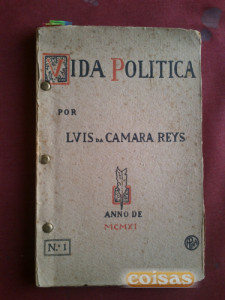 VIDA POLITICA
POR
LVIS DA CAMARA REYS
ANNO DE
MCMXI
N.º 1
coisas